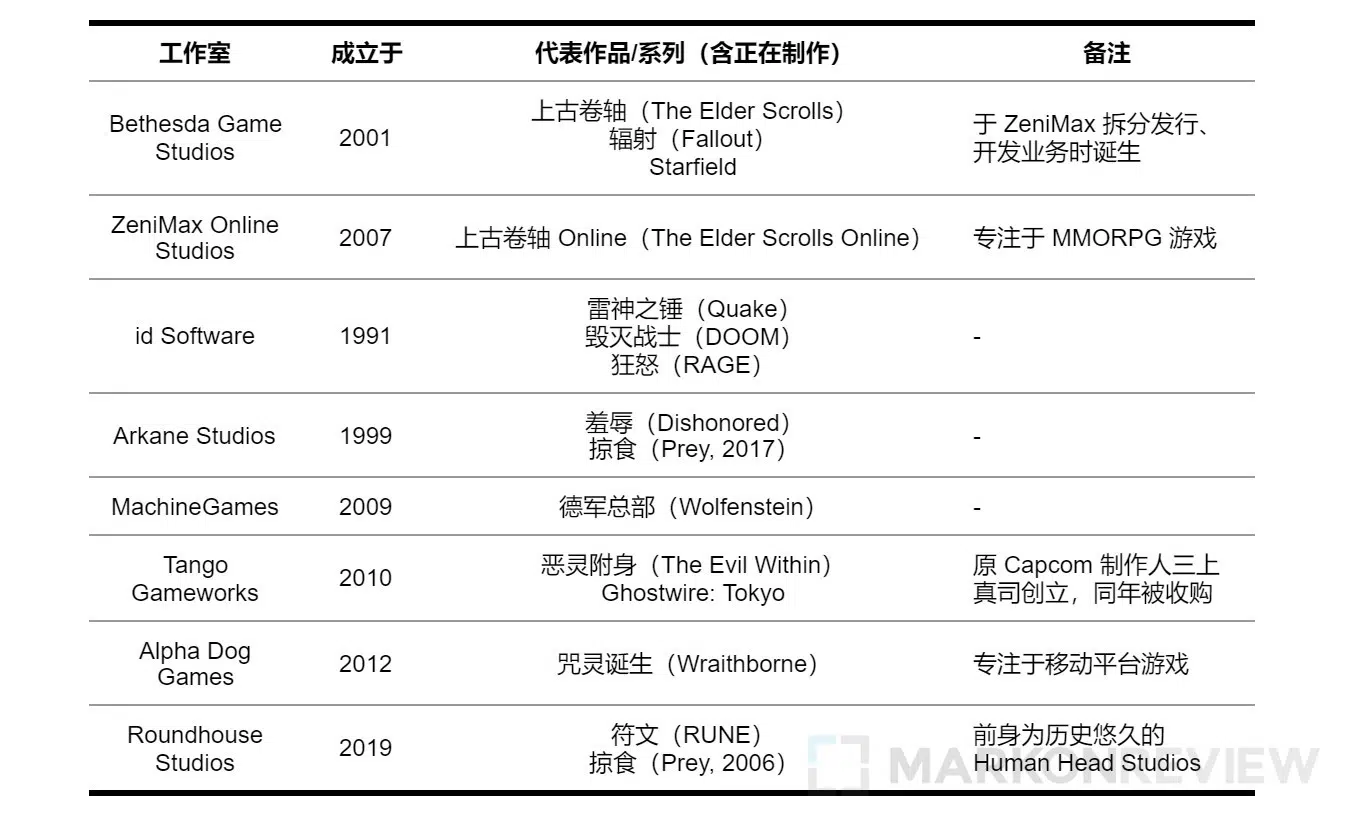 工作室 成立于 代表作品/系列（含正在制作） 备注
Bethesda Game
Studios
2001
上古卷轴（The Elder Scrolls）
辐射（Fallout）
Starfield
于 ZeniMax 拆分发行、
开发业务时诞生
ZeniMax Online
Studios
2007
上古卷轴 Online（The Elder Scrolls Online）
专注于 MMORPG 游戏
id Software
1991
雷神之锤（Quake）
毁灭战士（DOOM）
狂怒（RAGE）
-
Arkane Studios
1999
羞辱（Dishonored）
掠食（Prey, 2017）
-
MachineGames
2009
德军总部（Wolfenstein）
-
Tango
Gameworks
2010
恶灵附身（The Evil Within）
Ghostwire: Tokyo
原 Capcom 制作人三上
真司创立，同年被收购
Alpha Dog
Games
2012
咒灵诞生（Wraithborne）
专注于移动平台游戏
Roundhouse
Studios
2019
符文（RUNE）
掠食（Prey, 2006）
前身为历史悠久的
Human Head Studios
MARKONREVIEW